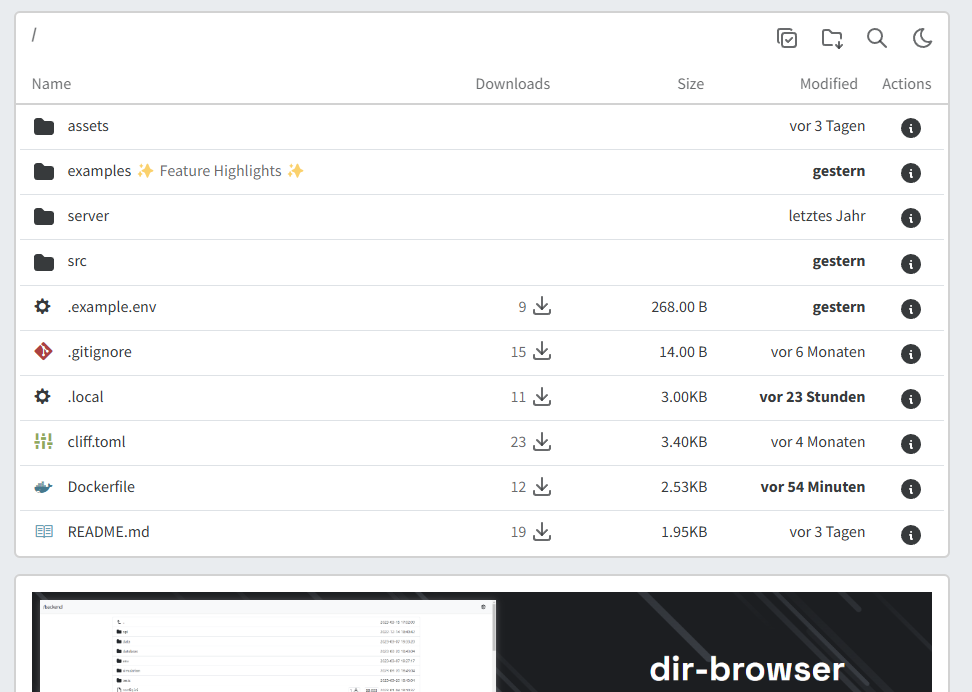 /
Name Downloads Size Modified Actions
assets vor 3 Tagen
examples ✨ Feature Highlights ✨ gestern
server letztes Jahr
src gestern
.example.env 9 268.00 B gestern
.gitignore 15 14.00 B vor 6 Monaten
.local 11 3.00KB vor 23 Stunden
cliff.toml 23 3.40KB vor 4 Monaten
Dockerfile 12 2.53KB vor 54 Minuten
README.md 19 1.95KB vor 3 Tagen
/backend
dir-browser